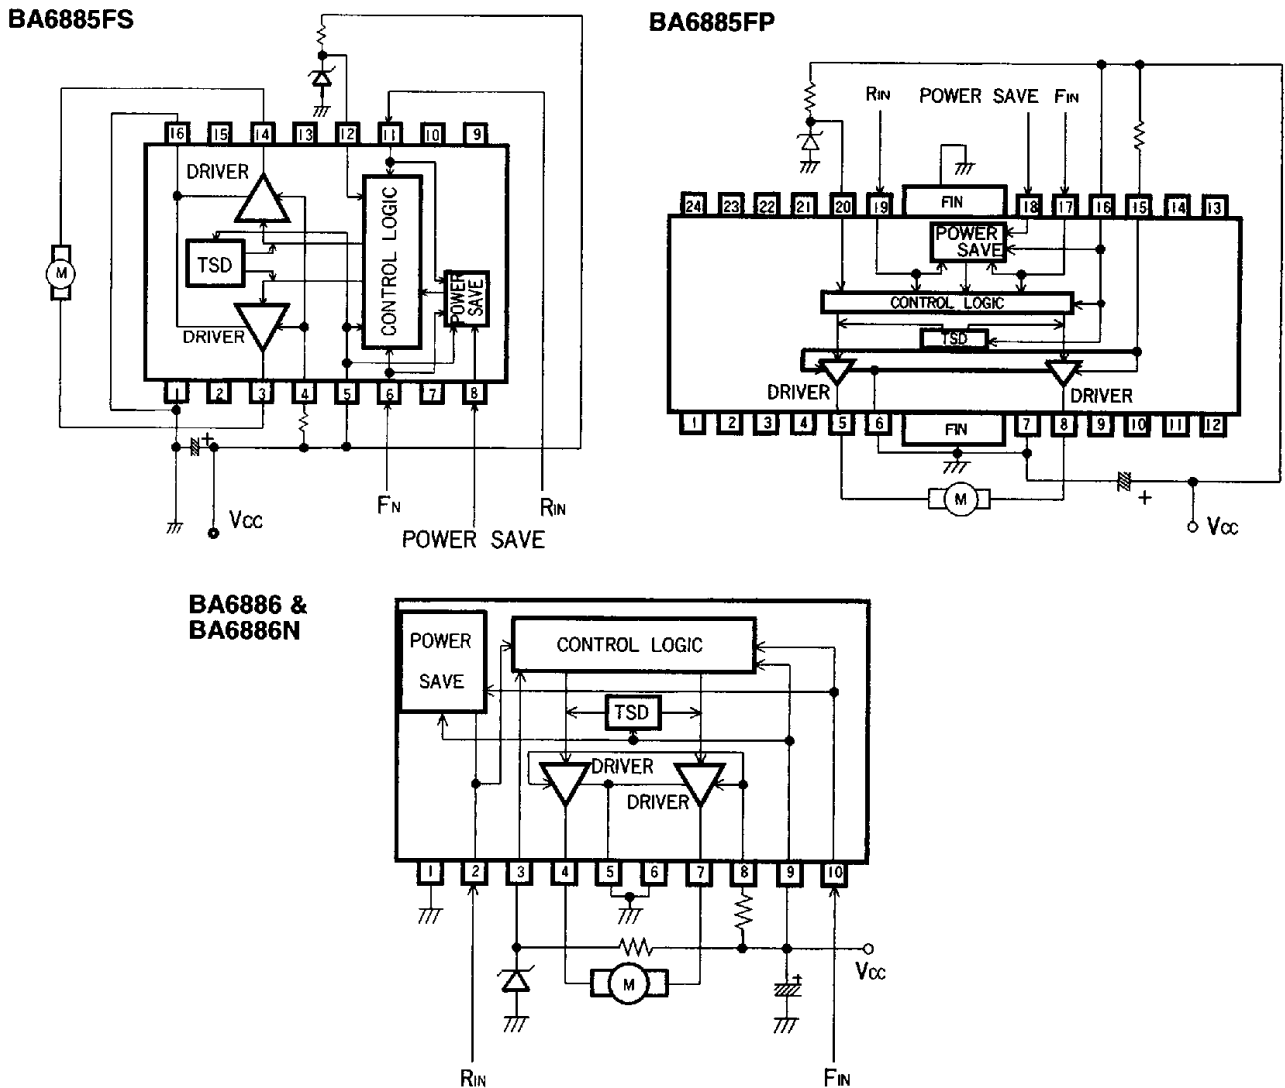 BA6885FS
16 15 14 13 12 11 10 9
DRIVER
CONTROL LOGIC
TSD
M
POWER SAVE
DRIVER
1 2 3 4 5 6 7 8
+
VCC
FIN
RIN
POWER SAVE
BA6885FP
RIN POWER SAVE FIN
24 23 22 21 20 19 FIN 18 17 16 15 14 13
POWER SAVE
CONTROL LOGIC
TSD
DRIVER DRIVER
1 2 3 4 5 6 FIN 7 8 9 10 11 12
M
+
VCC
BA6886 &
BA6886N
POWER
SAVE
CONTROL LOGIC
TSD
DRIVER
DRIVER
1 2 3 4 5 6 7 8 9 10
VCC
M
+
RIN FIN